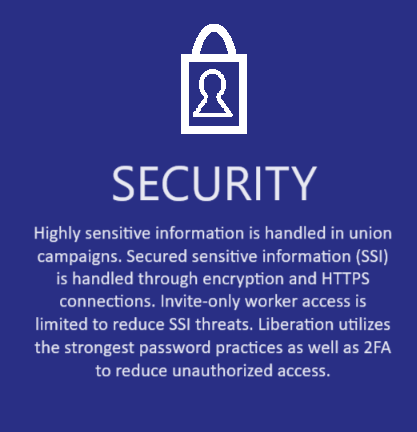 SECURITY
Highly sensitive information is handled in union
campaigns. Secured sensitive information (SSI)
is handled through encryption and HTTPS
connections. Invite-only worker access is
limited to reduce SSI threats. Liberation utilizes
the strongest password practices as well as 2FA
to reduce unauthorized access.